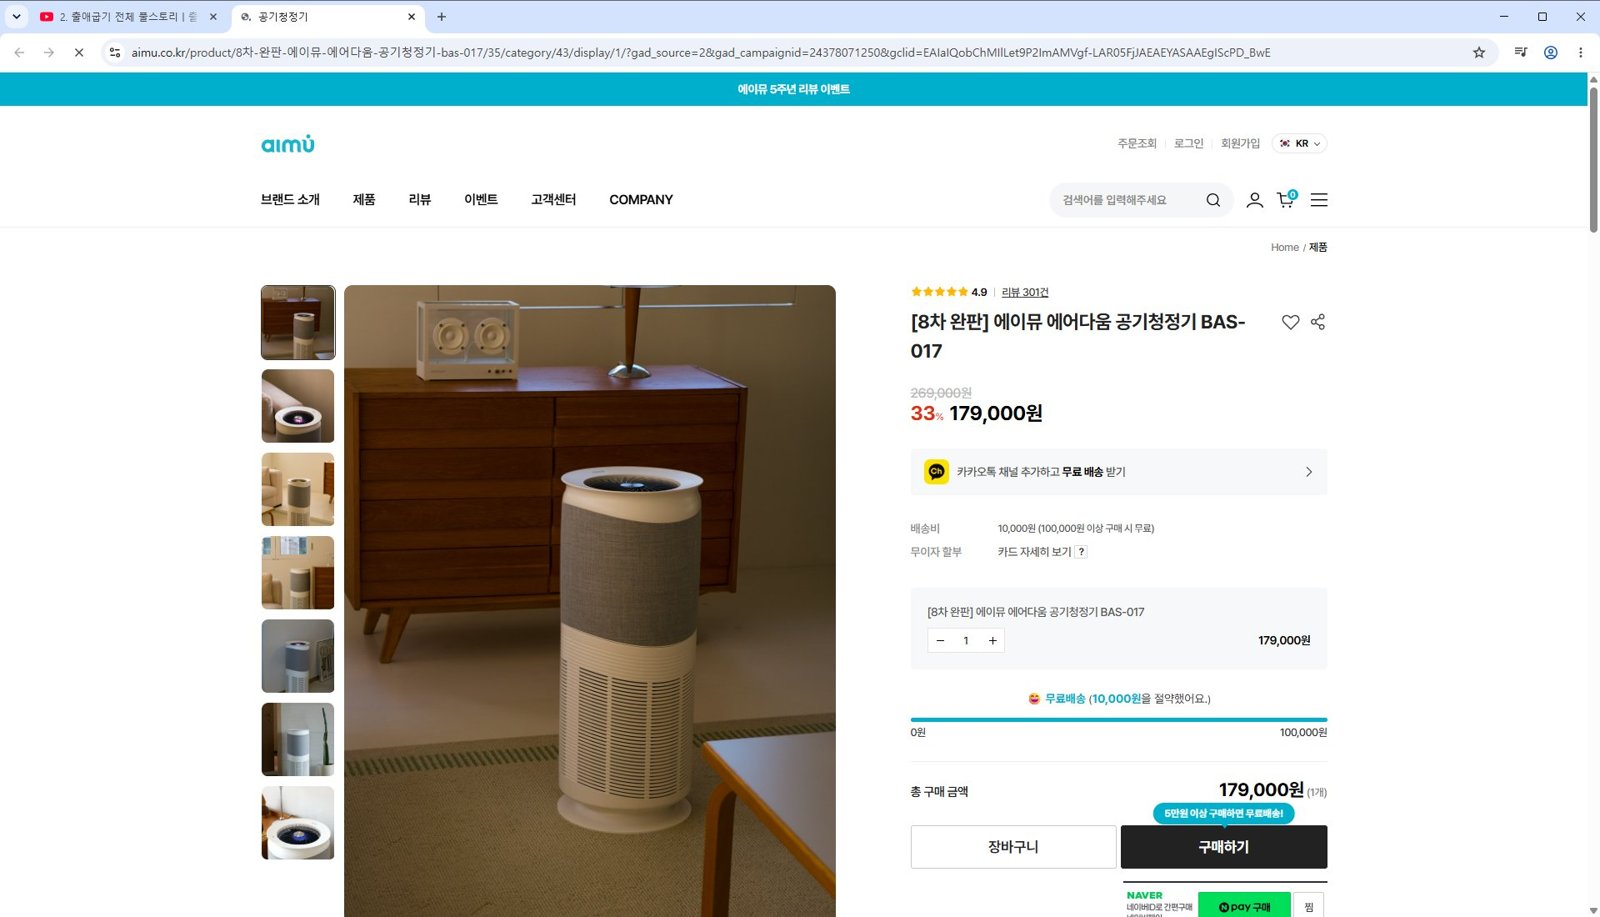 2. 출애굽기 전체 풀스토리 | 출
공기청정기
aimu.co.kr/product/8차-완판-에이뮤-에어다움-공기청정기-bas-017/35/category/43/display/1/?gad_source=2&gad_campaignid=24378071250&gclid=EAIaIQobChMIlLet9P2ImAMVgf-LAR05FjJAEAEYASAAEgIScPD_BwE
에이뮤 5주년 리뷰 이벤트
aimu
주문조회 로그인 회원가입 KR
브랜드 소개 제품 리뷰 이벤트 고객센터 COMPANY
검색어를 입력해주세요
0
Home / 제품
4.9 리뷰 301건
[8차 완판] 에이뮤 에어다움 공기청정기 BAS-
017
269,000원
33% 179,000원
Ch 카카오톡 채널 추가하고 무료 배송 받기
배송비 10,000원 (100,000원 이상 구매 시 무료)
무이자 할부 카드 자세히 보기 ?
[8차 완판] 에이뮤 에어다움 공기청정기 BAS-017
− 1 + 179,000원
무료배송 (10,000원을 절약했어요.)
0원 100,000원
총 구매 금액 179,000원 (1개)
5만원 이상 구매하면 무료배송!
장바구니 구매하기
NAVER
네이버ID로 간편구매
N pay 구매 찜